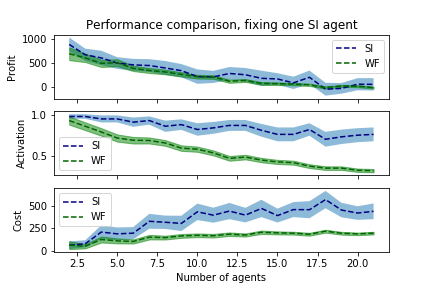 Performance comparison, fixing one SI agent
1000
500
0
Profit
SI
WF
1.0
0.5
Activation
SI
WF
500
250
0
Cost
SI
WF
2.5 5.0 7.5 10.0 12.5 15.0 17.5 20.0
Number of agents